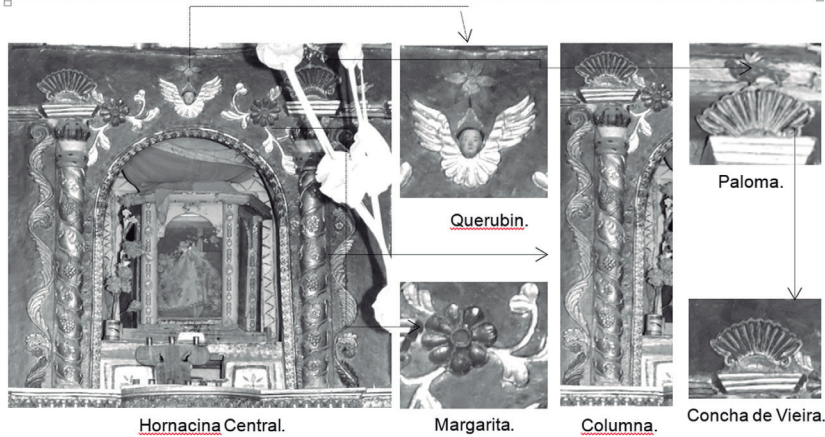 Querubin.
Paloma.
Hornacina Central.
Margarita.
Columna.
Concha de Vieira.